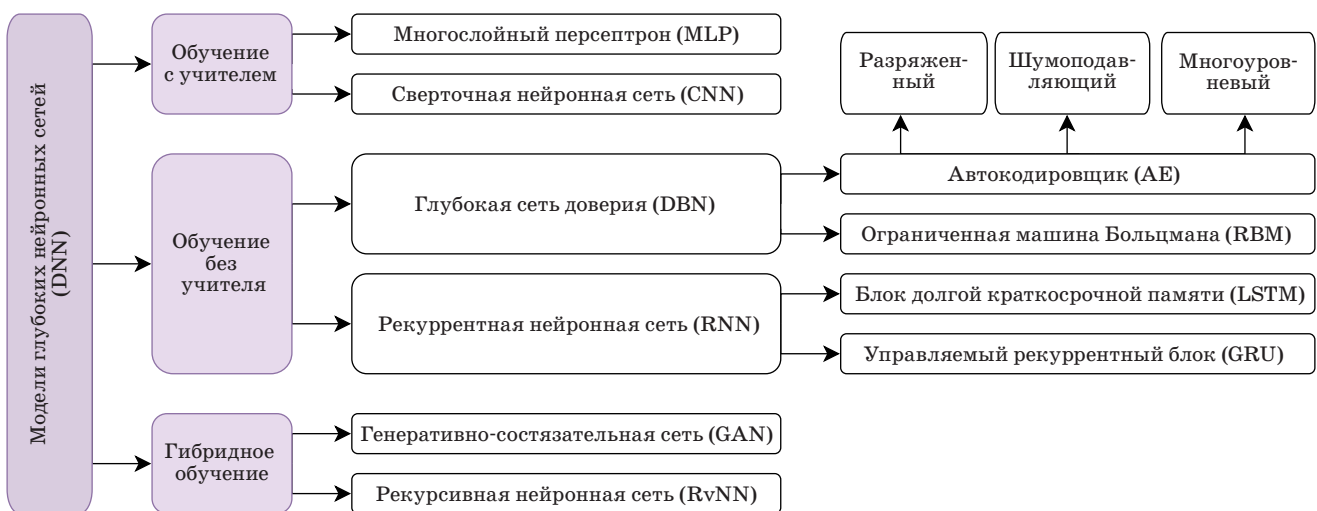 Модели глубоких нейронных сетей
(DNN)
Обучение
с учителем
Многослойный персептрон (MLP)
Сверточная нейронная сеть (CNN)
Обучение
без
учителя
Глубокая сеть доверия (DBN)
Разряжен-
ный
Шумоподав-
ляющий
Многоуров-
невый
Автокодировщик (AE)
Ограниченная машина Больцмана (RBM)
Рекуррентная нейронная сеть (RNN)
Блок долгой краткосрочной памяти (LSTM)
Управляемый рекуррентный блок (GRU)
Гибридное
обучение
Генеративно-состязательная сеть (GAN)
Рекурсивная нейронная сеть (RvNN)